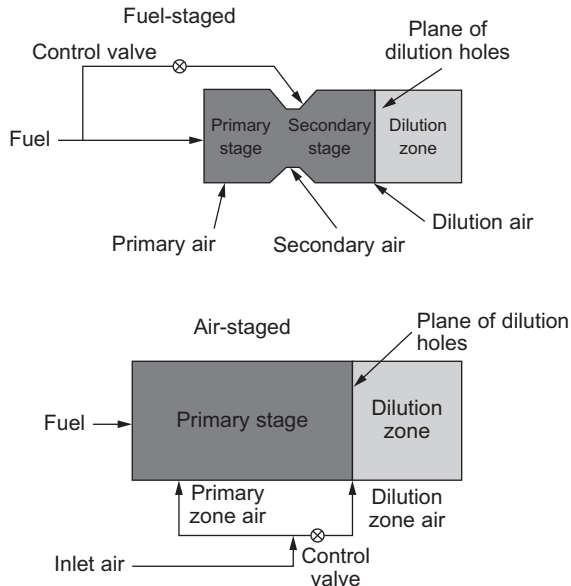 Fuel-staged
Control valve
Plane of
dilution holes
Fuel
Primary
stage
Secondary
stage
Dilution
zone
Primary air
Secondary air
Dilution air
Air-staged
Plane of dilution
holes
Fuel
Primary stage
Dilution
zone
Primary
zone air
Dilution
zone air
Inlet air
Control
valve